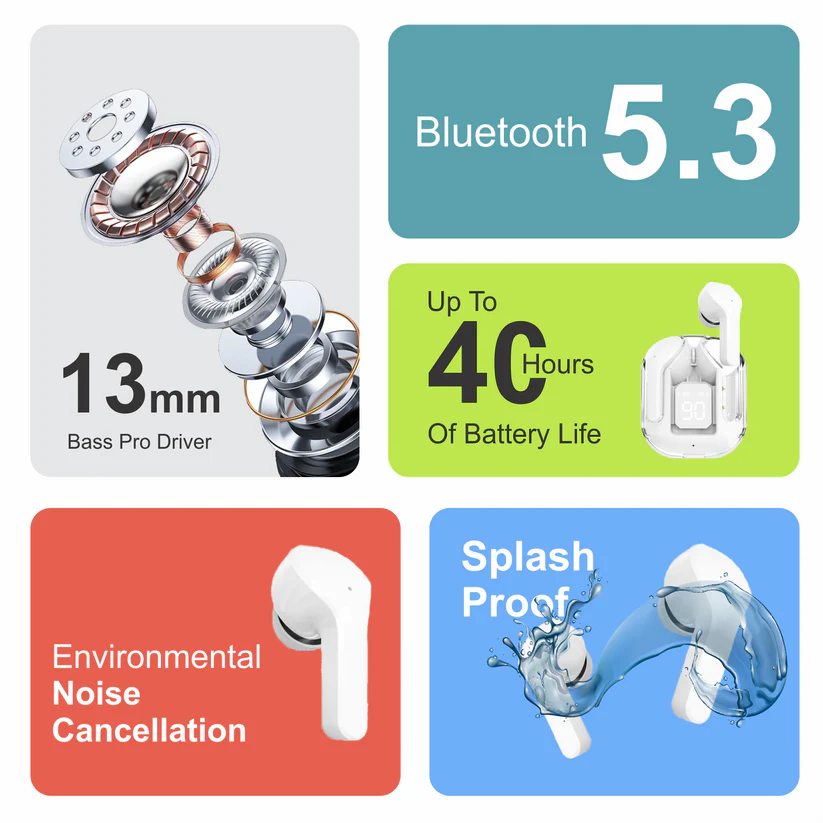 Bluetooth 5.3
13mm
Bass Pro Driver
Up To
40 Hours
Of Battery Life
90
Environmental
Noise
Cancellation
Splash
Proof